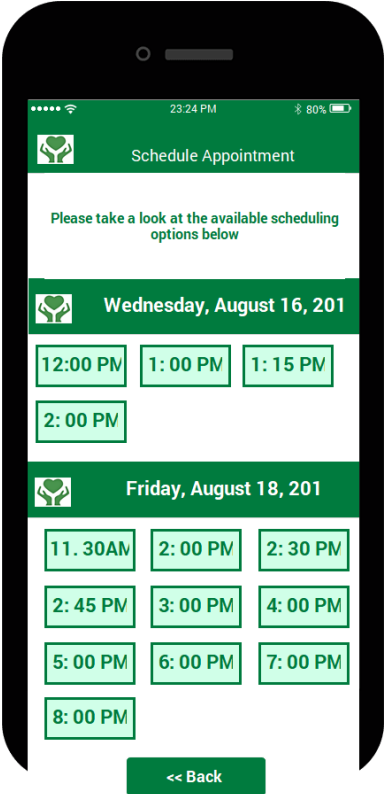 23:24 PM 80%
Schedule Appointment
Please take a look at the available scheduling
options below
Wednesday, August 16, 201
12:00 PM 1: 00 PM 1: 15 PM
2: 00 PM
Friday, August 18, 201
11. 30AM 2: 00 PM 2: 30 PM
2: 45 PM 3: 00 PM 4: 00 PM
5: 00 PM 6: 00 PM 7: 00 PM
8: 00 PM
<< Back